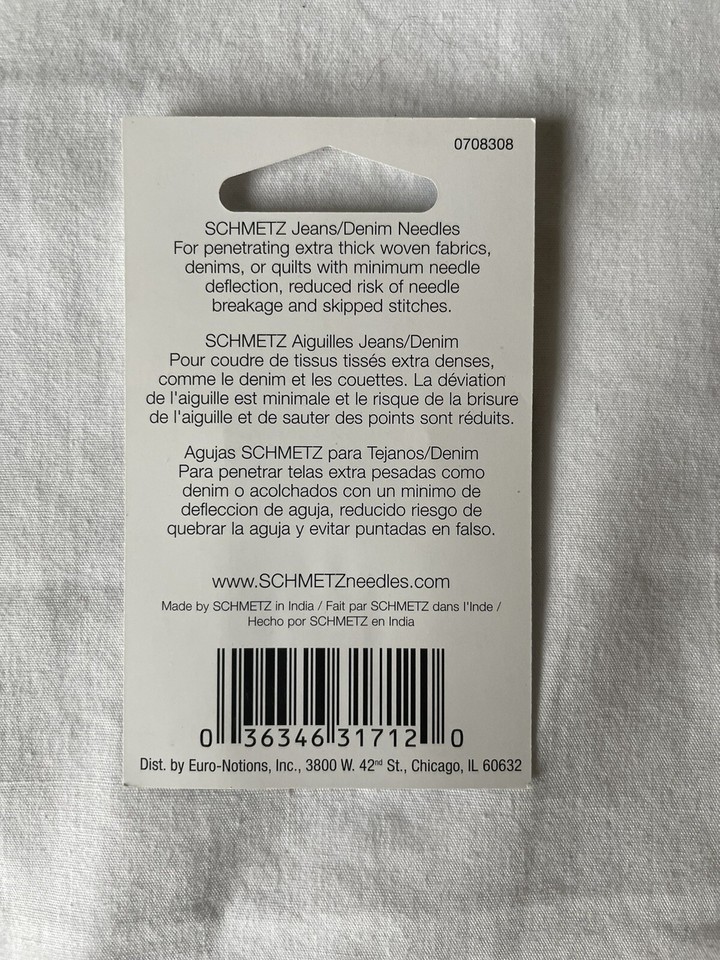 0708308
SCHMETZ Jeans/Denim Needles
For penetrating extra thick woven fabrics,
denims, or quilts with minimum needle
deflection, reduced risk of needle
breakage and skipped stitches.
SCHMETZ Aiguilles Jeans/Denim
Pour coudre de tissus tissés extra denses,
comme le denim et les couettes. La déviation
de l'aiguille est minimale et le risque de la brisure
de l'aiguille et de sauter des points sont réduits.
Agujas SCHMETZ para Tejanos/Denim
Para penetrar telas extra pesadas como
denim o acolchados con un minimo de
defleccion de aguja, reducido riesgo de
quebrar la aguja y evitar puntadas en falso.
www.SCHMETZneedles.com
Made by SCHMETZ in India / Fait par SCHMETZ dans l'Inde /
Hecho por SCHMETZ en India
0 36346 31712 0
Dist. by Euro-Notions, Inc., 3800 W. 42nd St., Chicago, IL 60632